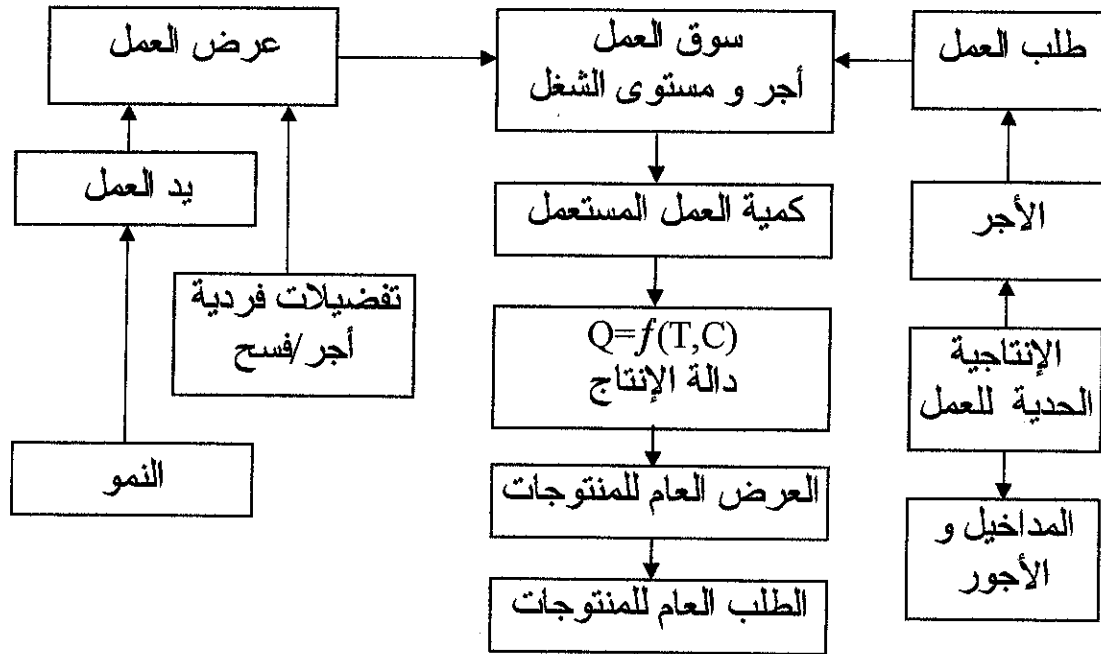 عرض العمل
سوق العمل
أجر و مستوى الشغل
طلب العمل
يد العمل
كمية العمل المستعمل
الأجر
تفضيلات فردية
أجر/فسح
Q=f(T,C)
دالة الإنتاج
الإنتاجية
الحدية للعمل
النمو
العرض العام للمنتوجات
المداخيل و
الأجور
الطلب العام للمنتوجات